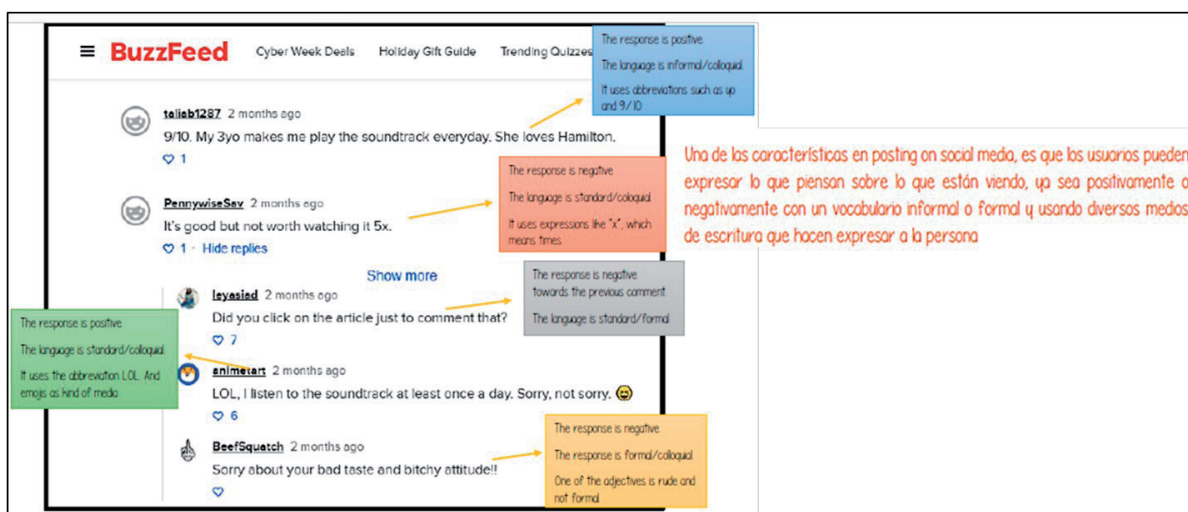 BuzzFeed Cyber Week Deals Holiday Gift Guide Trending Quizzes
The response is positive.
The language is informal/coloquial.
It uses abbreviations such as yo
and 9/10
taliab1287 2 months ago
9/10. My 3yo makes me play the soundtrack everyday. She loves Hamilton.
1
The response is negative
The language is standard/coloquial
It uses expressions like "x", which
means times.
PennywiseSav 2 months ago
It's good but not worth watching it 5x.
1 · Hide replies
Show more
The response is negative
towards the previous comment.
The language is standard/formal
leyasiad 2 months ago
Did you click on the article just to comment that?
7
The response is positive.
The language is standard/coloquial
It uses the abbreviation LOL. And
emojis as kind of media
animetart 2 months ago
LOL, I listen to the soundtrack at least once a day. Sorry, not sorry. 😄
6
The response is negative.
The response is formal/coloquial
One of the adjectives is rude and
not formal
BeefSquatch 2 months ago
Sorry about your bad taste and bitchy attitude!!
Una de las características en posting on social media, es que los usuarios pueden
expresar lo que piensan sobre lo que están viendo, ya sea positivamente o
negativamente con un vocabulario informal o formal y usando diversos medios
de escritura que hacen expresar a la persona